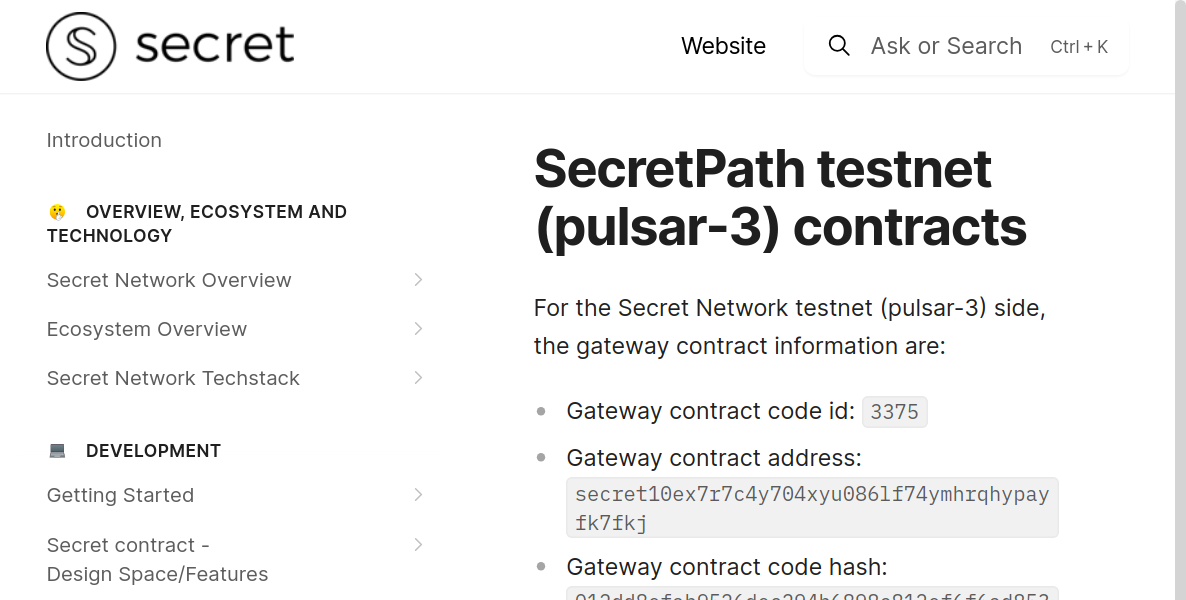 secret
Website
Ask or Search Ctrl + K
Introduction
OVERVIEW, ECOSYSTEM AND
TECHNOLOGY
Secret Network Overview
Ecosystem Overview
Secret Network Techstack
DEVELOPMENT
Getting Started
Secret contract -
Design Space/Features
SecretPath testnet
(pulsar-3) contracts
For the Secret Network testnet (pulsar-3) side,
the gateway contract information are:
Gateway contract code id: 3375
Gateway contract address:
secret10ex7r7c4y704xyu086lf74ymhrqhypay
fk7fkj
Gateway contract code hash: